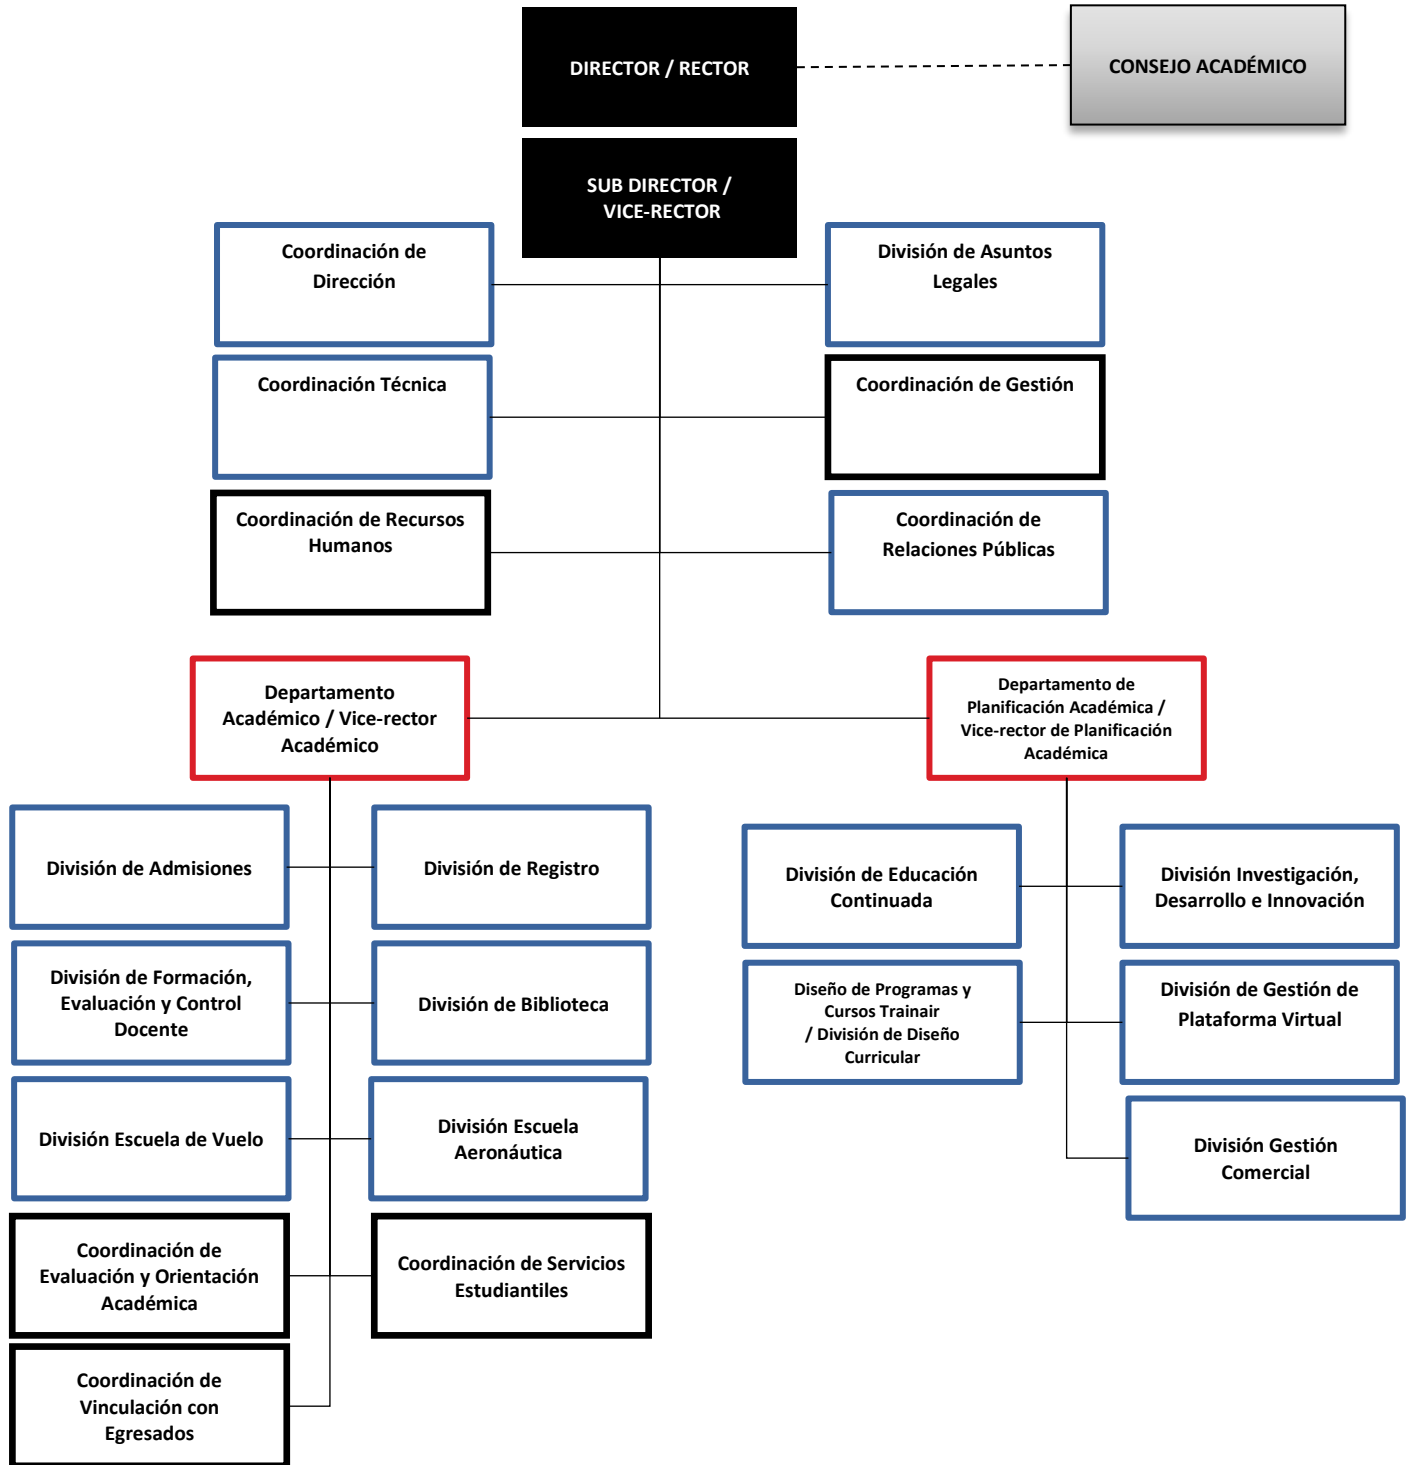 DIRECTOR / RECTOR
CONSEJO ACADÉMICO
SUB DIRECTOR /
VICE-RECTOR
Coordinación de
Dirección
División de Asuntos
Legales
Coordinación Técnica
Coordinación de Gestión
Coordinación de Recursos
Humanos
Coordinación de
Relaciones Públicas
Departamento
Académico / Vice-rector
Académico
Departamento de
Planificación Académica /
Vice-rector de Planificación
Académica
División de Admisiones
División de Registro
División de Educación
Continuada
División Investigación,
Desarrollo e Innovación
División de Formación,
Evaluación y Control
Docente
División de Biblioteca
Diseño de Programas y
Cursos Trainair
/ División de Diseño
Curricular
División de Gestión de
Plataforma Virtual
División Escuela de Vuelo
División Escuela
Aeronáutica
División Gestión
Comercial
Coordinación de
Evaluación y Orientación
Académica
Coordinación de Servicios
Estudiantiles
Coordinación de
Vinculación con
Egresados